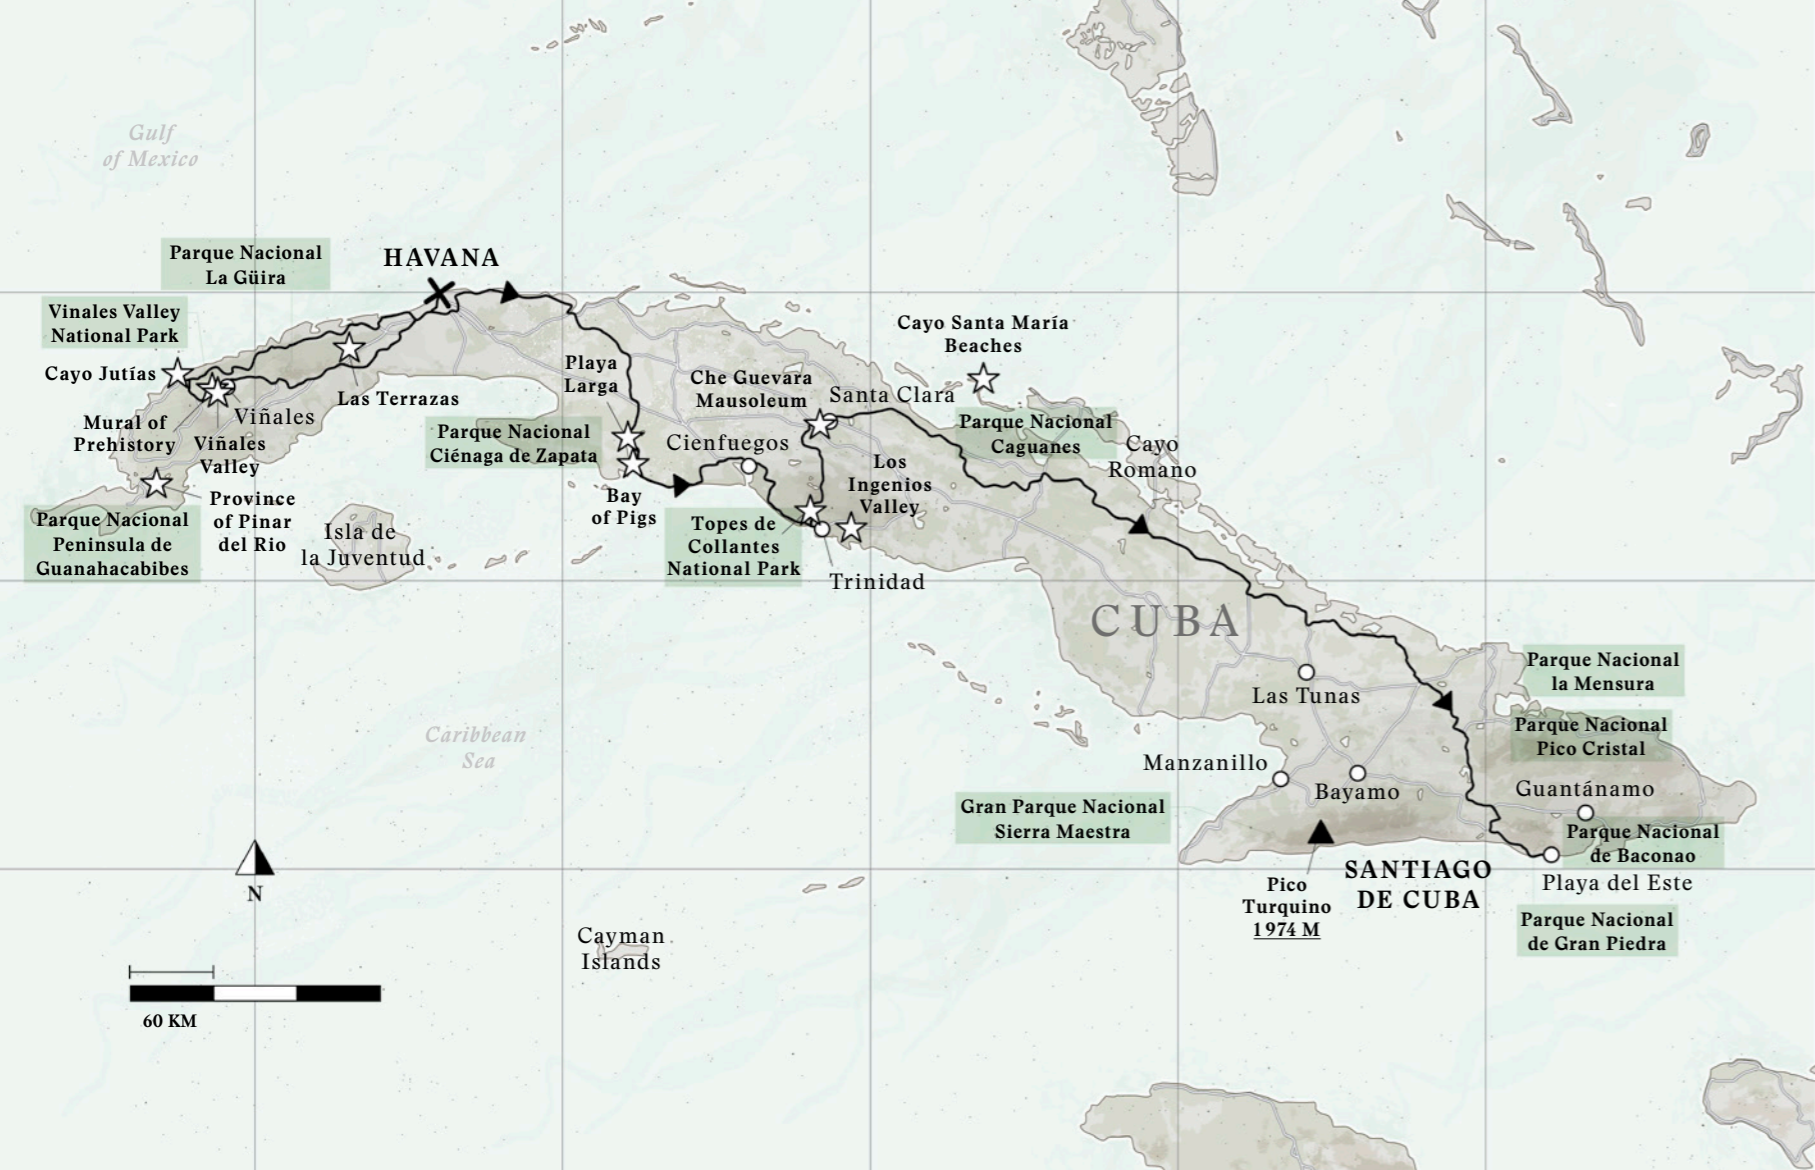 Gulf
of Mexico
Parque Nacional
La Güira
HAVANA
Vinales Valley
National Park
Cayo Jutías
Mural of
Prehistory
Viñales
Viñales
Valley
Las Terrazas
Province
of Pinar
del Rio
Parque Nacional
Peninsula de
Guanahacabibes
Isla de
la Juventud
Playa
Larga
Parque Nacional
Ciénaga de Zapata
Bay
of Pigs
Cienfuegos
Che Guevara
Mausoleum
Santa Clara
Cayo Santa María
Beaches
Parque Nacional
Caguanes
Cayo
Romano
Los
Ingenios
Valley
Topes de
Collantes
National Park
Trinidad
CUBA
Las Tunas
Parque Nacional
la Mensura
Parque Nacional
Pico Cristal
Caribbean
Sea
Manzanillo
Bayamo
Guantánamo
Gran Parque Nacional
Sierra Maestra
Parque Nacional
de Baconao
SANTIAGO
DE CUBA
Playa del Este
Pico
Turquino
1 974 M
Parque Nacional
de Gran Piedra
N
Cayman
Islands
60 KM